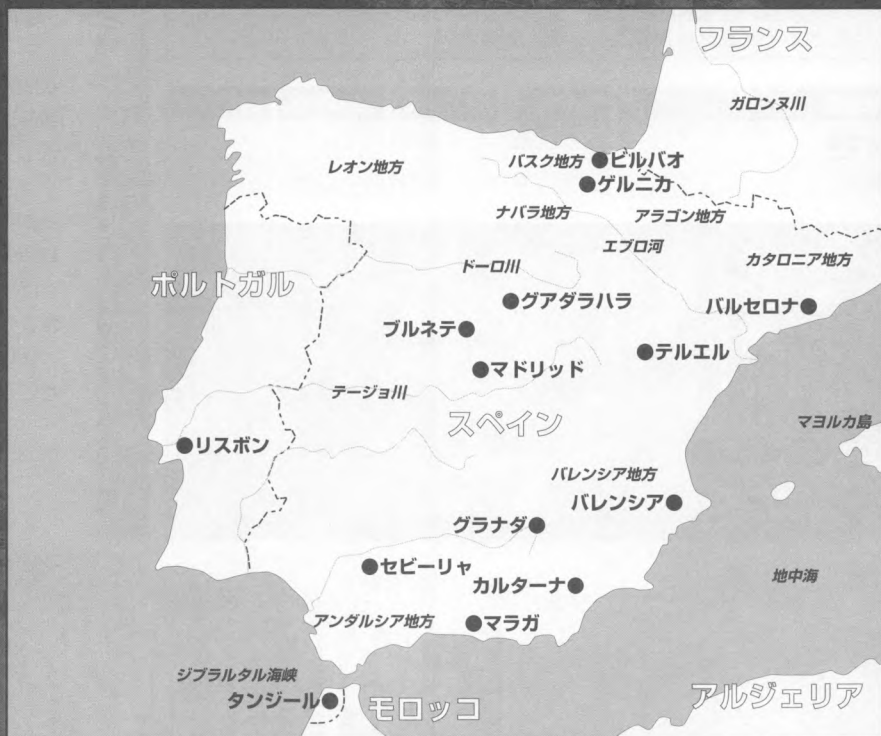 フランス
ガロンヌ川
レオン地方
バスク地方
ビルバオ
ゲルニカ
ナバラ地方
アラゴン地方
エブロ河
カタロニア地方
ドーロ川
ポルトガル
グアダラハラ
バルセロナ
ブルネテ
テルエル
マドリッド
テージョ川
スペイン
マヨルカ島
リスボン
バレンシア地方
バレンシア
グラナダ
セビーリャ
カルターナ
地中海
アンダルシア地方
マラガ
ジブラルタル海峡
タンジール
モロッコ
アルジェリア